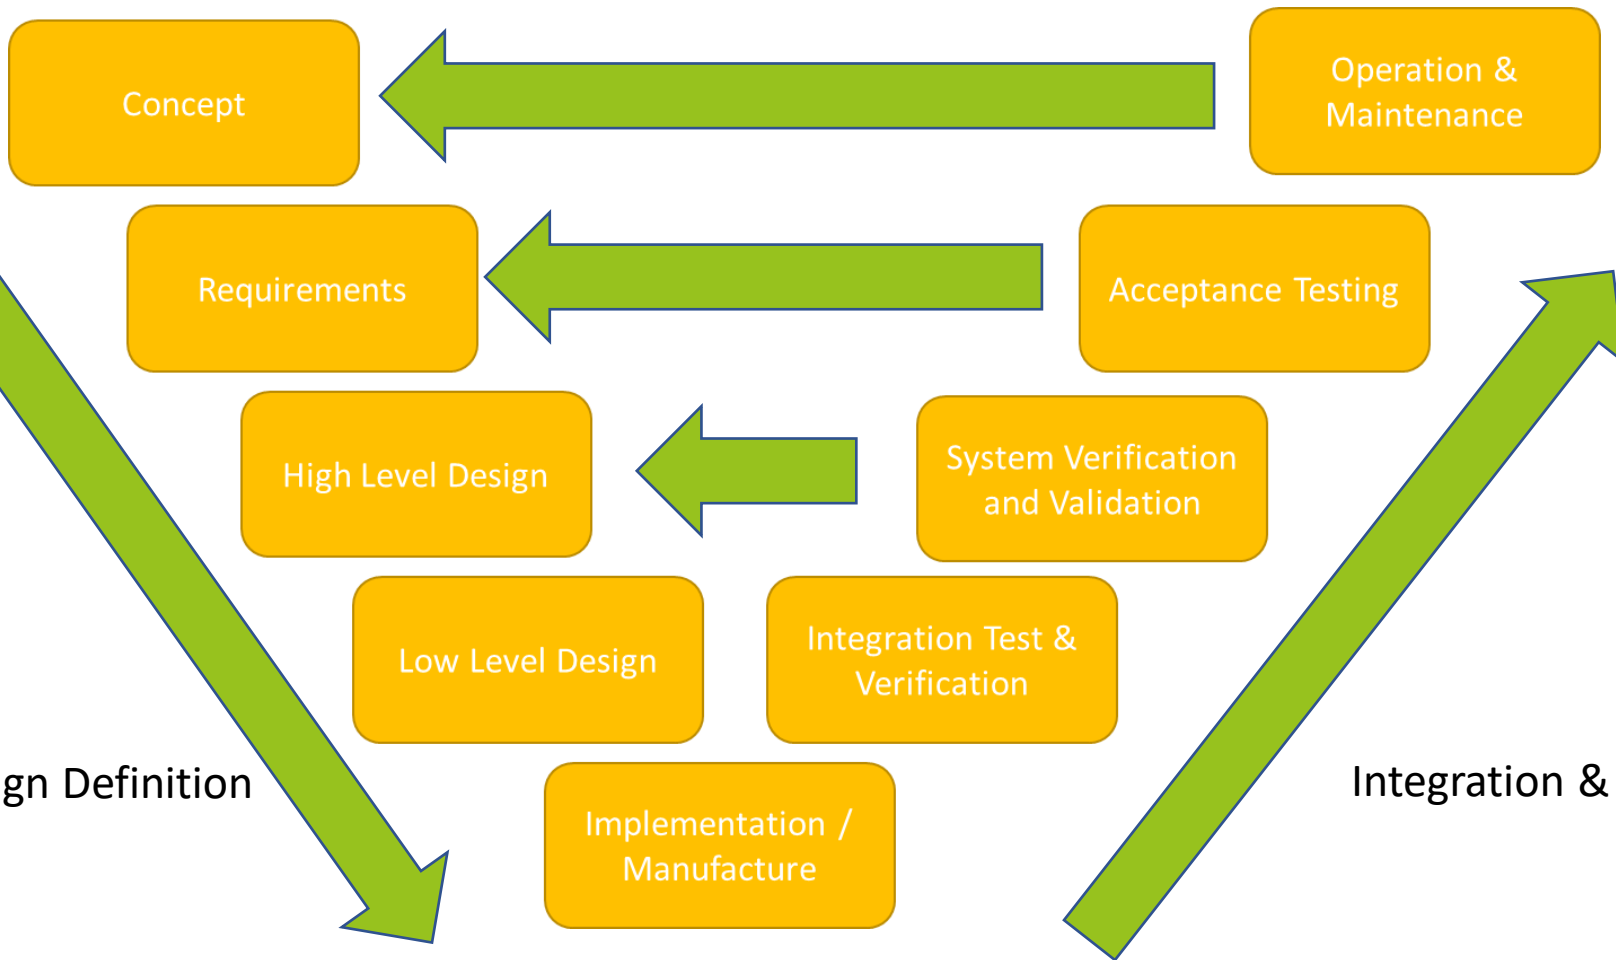 Concept
Operation &
Maintenance
Requirements
Acceptance Testing
High Level Design
System Verification
and Validation
Low Level Design
Integration Test &
Verification
gn Definition
Integration &
Implementation /
Manufacture